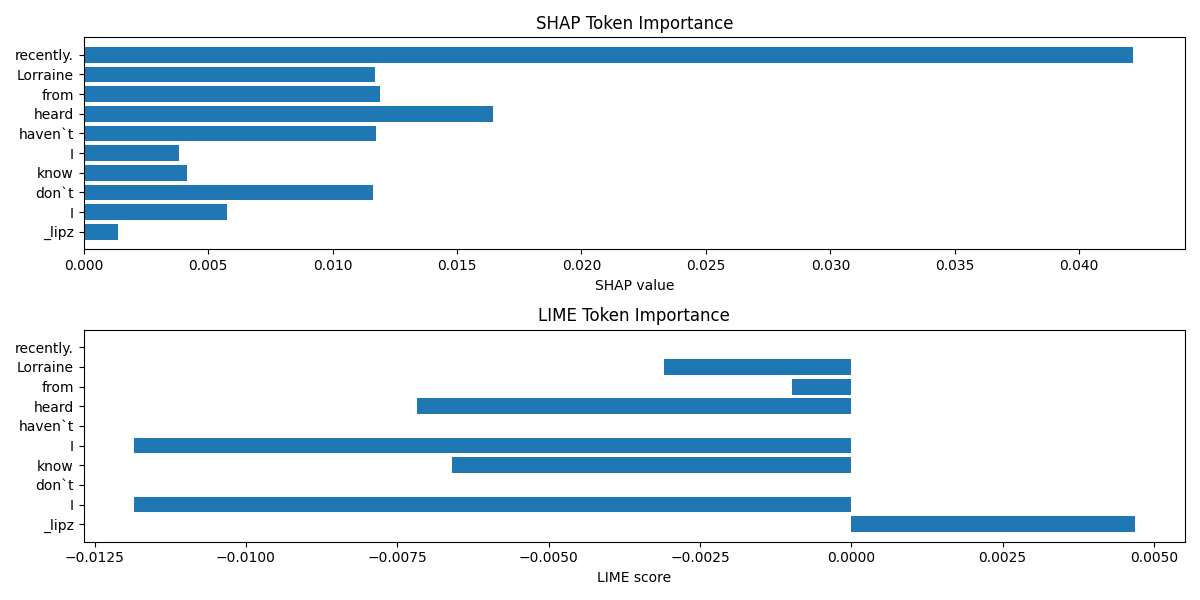 SHAP Token Importance
recently.
Lorraine
from
heard
haven`t
I
know
don`t
I
_lipz
0.000 0.005 0.010 0.015 0.020 0.025 0.030 0.035 0.040
SHAP value
LIME Token Importance
recently.
Lorraine
from
heard
haven`t
I
know
don`t
I
_lipz
−0.0125 −0.0100 −0.0075 −0.0050 −0.0025 0.0000 0.0025 0.0050
LIME score